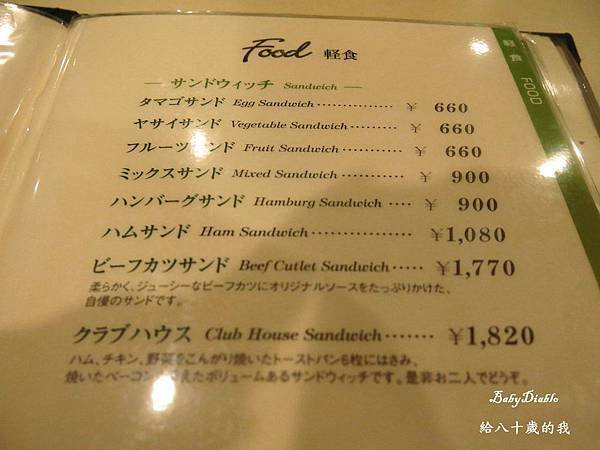 Food 軽食
サンドウィッチ Sandwich
タマゴサンド Egg Sandwich ¥ 660
ヤサイサンド Vegetable Sandwich ¥ 660
フルーツサンド Fruit Sandwich ¥ 660
ミックスサンド Mixed Sandwich ¥ 900
ハンバーグサンド Hamburg Sandwich ¥ 900
ハムサンド Ham Sandwich ¥1,080
ビーフカツサンド Beef Cutlet Sandwich ¥1,770
柔らかく、ジューシーなビーフカツにオリジナルソースをたっぷりかけた、
自慢のサンドです。
クラブハウス Club House Sandwich ¥1,820
ハム、チキン、野菜をこんがり焼いたトーストパン6枚にはさみ、
焼いたベーコンえたボリュームあるサンドウィッチです。是非お二人でどうぞ。
軽食 FOOD
BabyDiablo
給八十歲的我